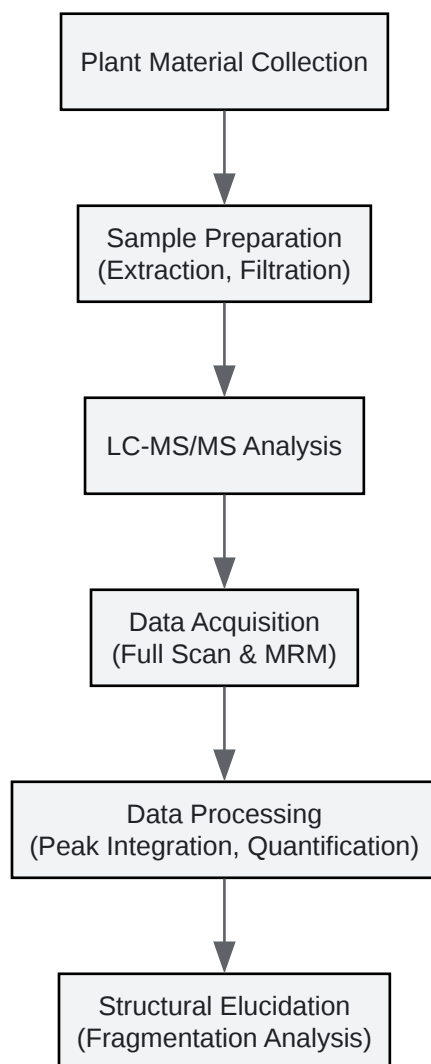 Plant Material Collection
Sample Preparation
(Extraction, Filtration)
LC-MS/MS Analysis
Data Acquisition
(Full Scan & MRM)
Data Processing
(Peak Integration, Quantification)
Structural Elucidation
(Fragmentation Analysis)